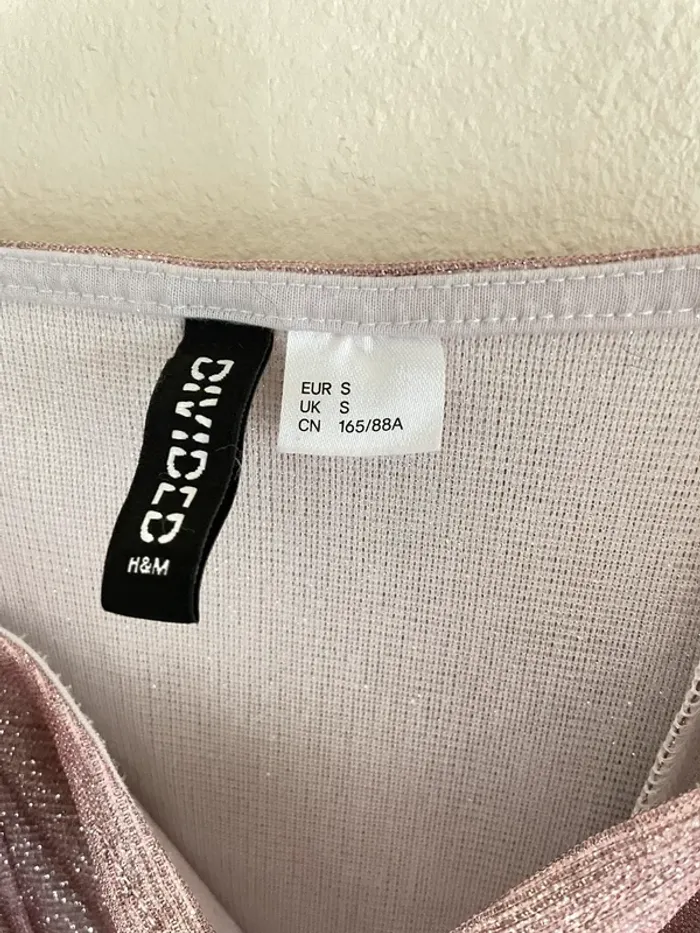 DIVIDED
H&M
EUR S
UK S
CN 165/88A